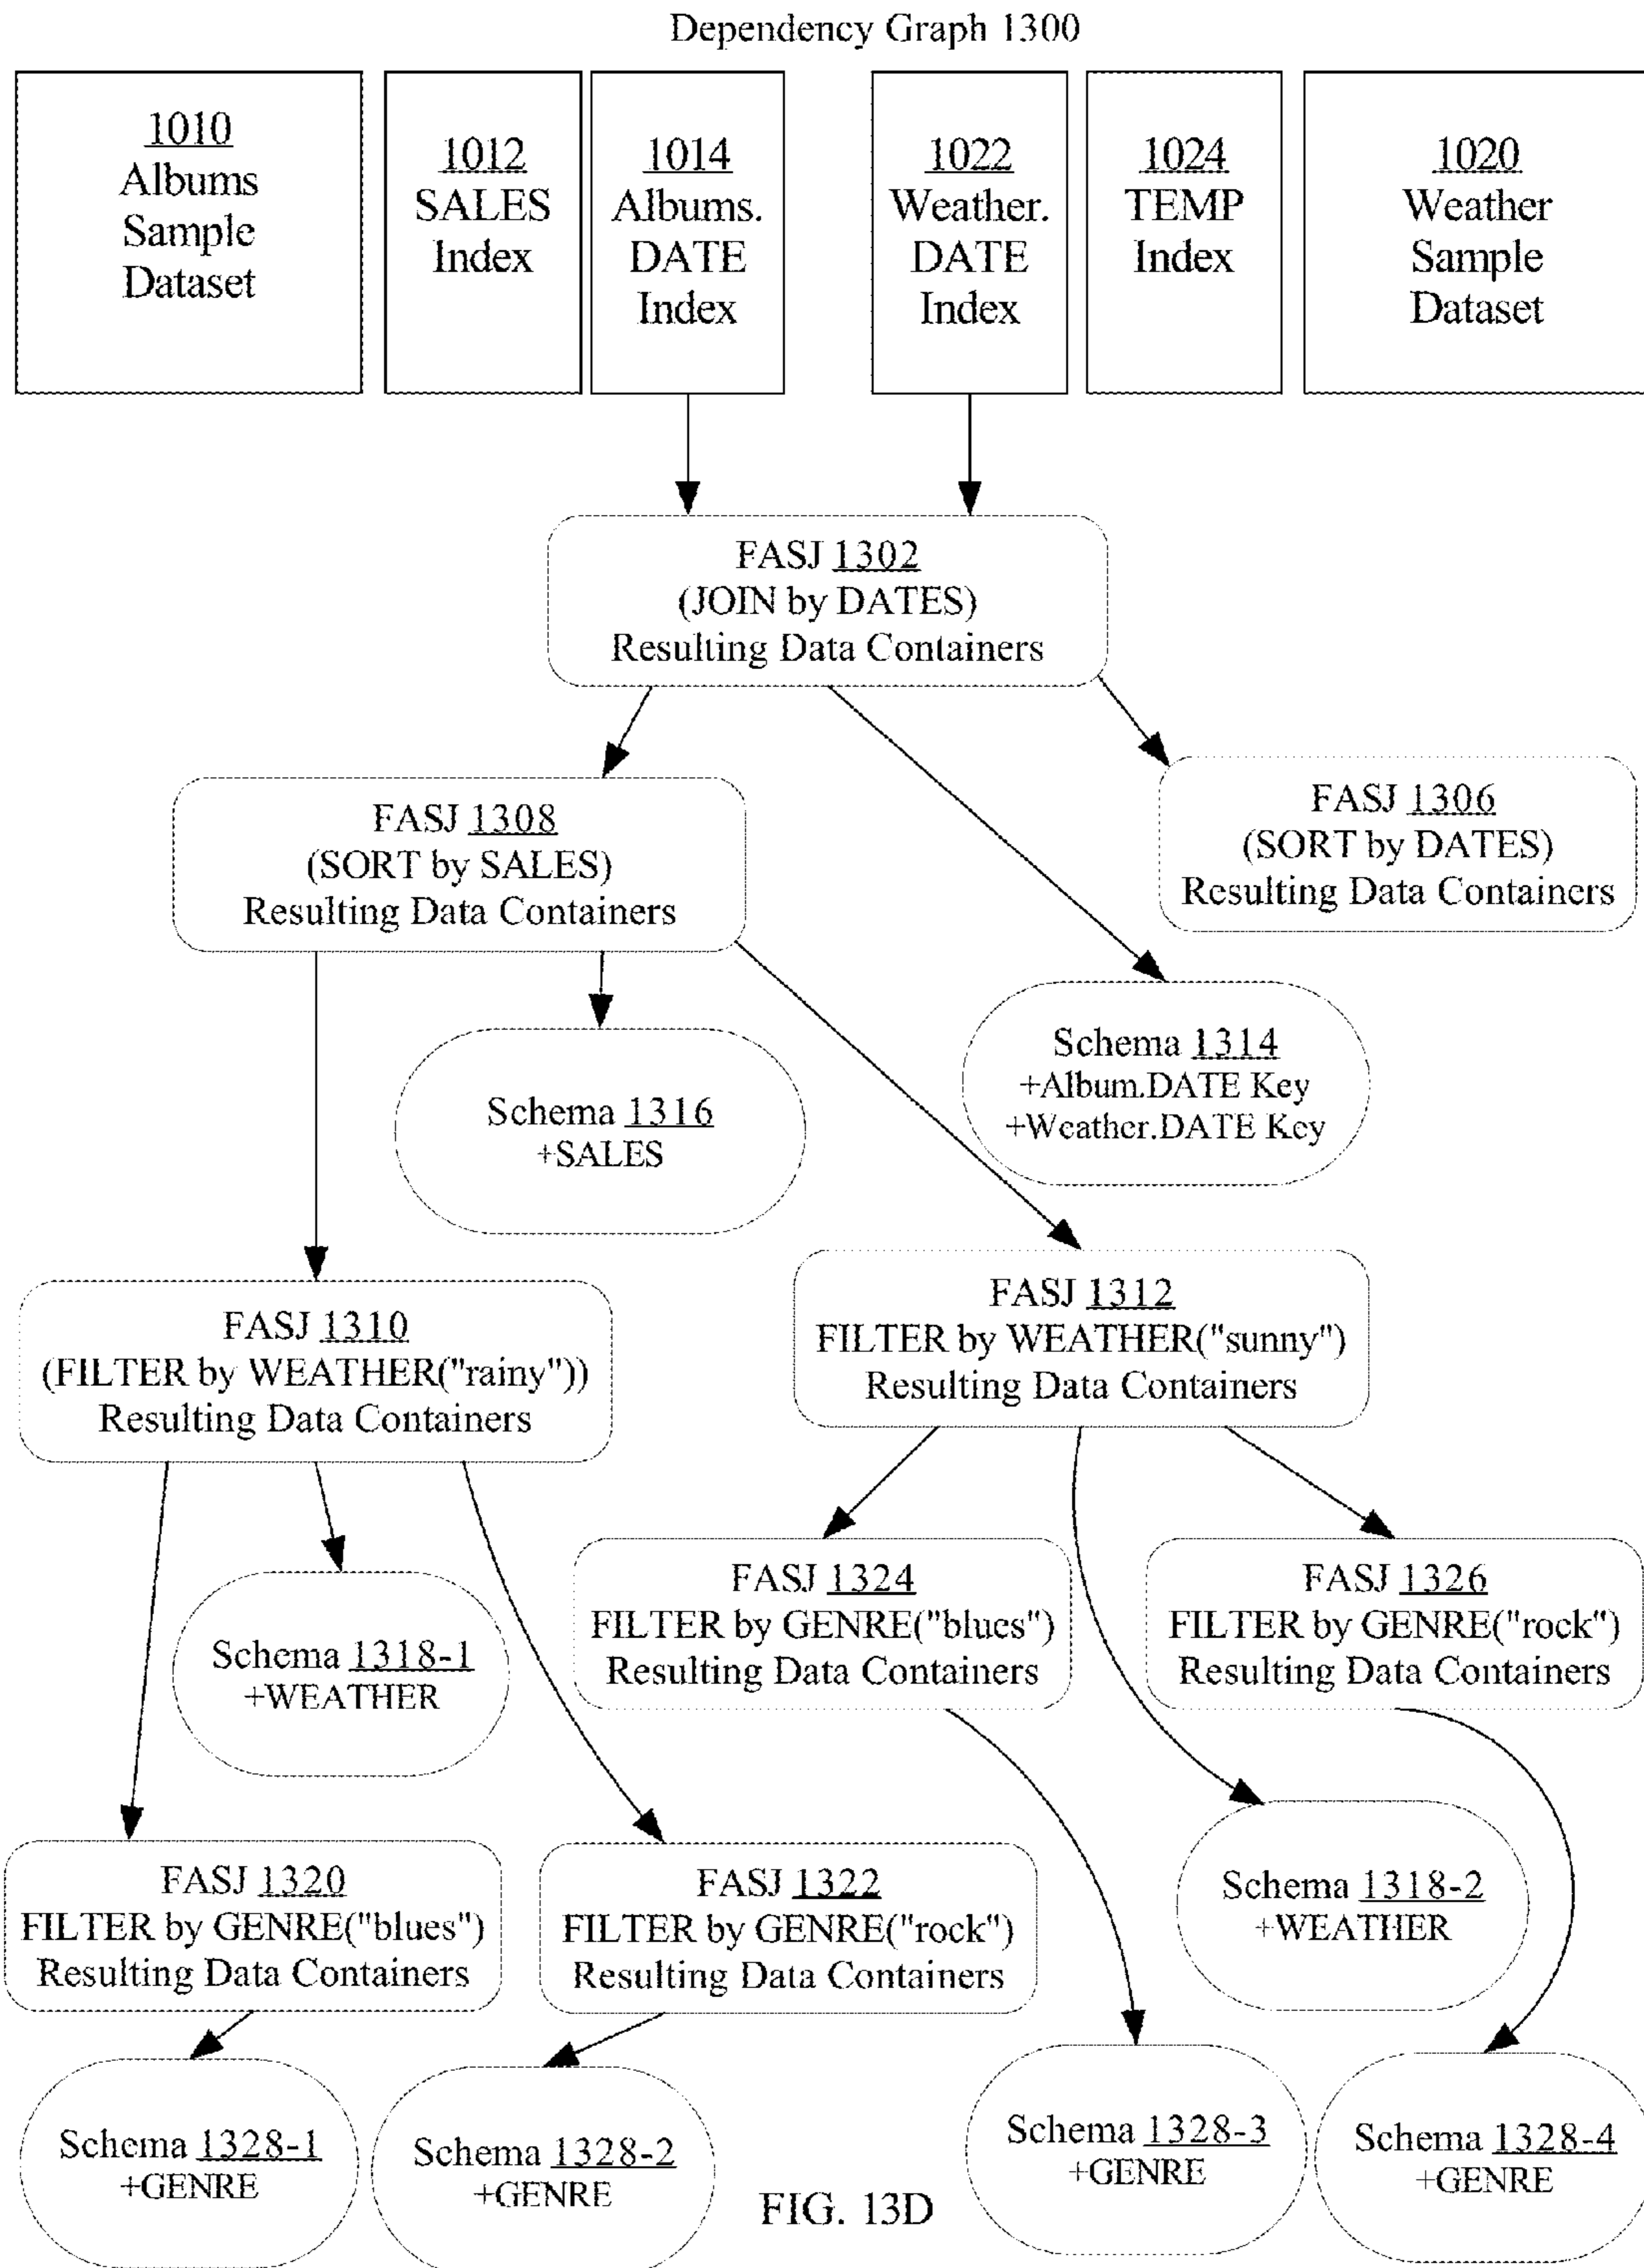 Dependency Graph 1300
1010
Albums
Sample
Dataset
1012
SALES
Index
1014
Albums.
DATE
Index
1022
Weather.
DATE
Index
1024
TEMP
Index
1020
Weather
Sample
Dataset
FASJ 1302
(JOIN by DATES)
Resulting Data Containers
FASJ 1308
(SORT by SALES)
Resulting Data Containers
FASJ 1306
(SORT by DATES)
Resulting Data Containers
Schema 1314
+Album.DATE Key
+Weather.DATE Key
Schema 1316
+SALES
FASJ 1310
(FILTER by WEATHER("rainy"))
Resulting Data Containers
FASJ 1312
FILTER by WEATHER("sunny")
Resulting Data Containers
Schema 1318-1
+WEATHER
FASJ 1324
FILTER by GENRE("blues")
Resulting Data Containers
FASJ 1326
FILTER by GENRE("rock")
Resulting Data Containers
FASJ 1320
FILTER by GENRE("blues")
Resulting Data Containers
FASJ 1322
FILTER by GENRE("rock")
Resulting Data Containers
Schema 1318-2
+WEATHER
Schema 1328-1
+GENRE
Schema 1328-2
+GENRE
Schema 1328-3
+GENRE
Schema 1328-4
+GENRE
FIG. 13D